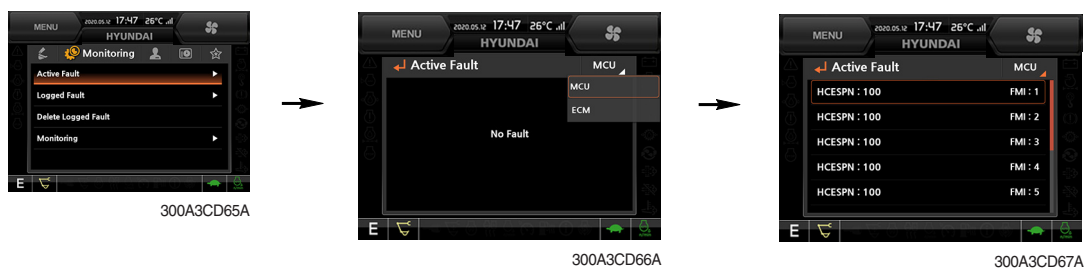 MENU
2020.05.12 17:47 26°C
HYUNDAI
Monitoring
Active Fault
Logged Fault
Delete Logged Fault
Monitoring
E
300A3CD65A
MENU
2020.05.12 17:47 26°C
HYUNDAI
Active Fault MCU
MCU
ECM
No Fault
E
300A3CD66A
MENU
2020.05.12 17:47 26°C
HYUNDAI
Active Fault MCU
HCESPN : 100 FMI : 1
HCESPN : 100 FMI : 2
HCESPN : 100 FMI : 3
HCESPN : 100 FMI : 4
HCESPN : 100 FMI : 5
E
300A3CD67A